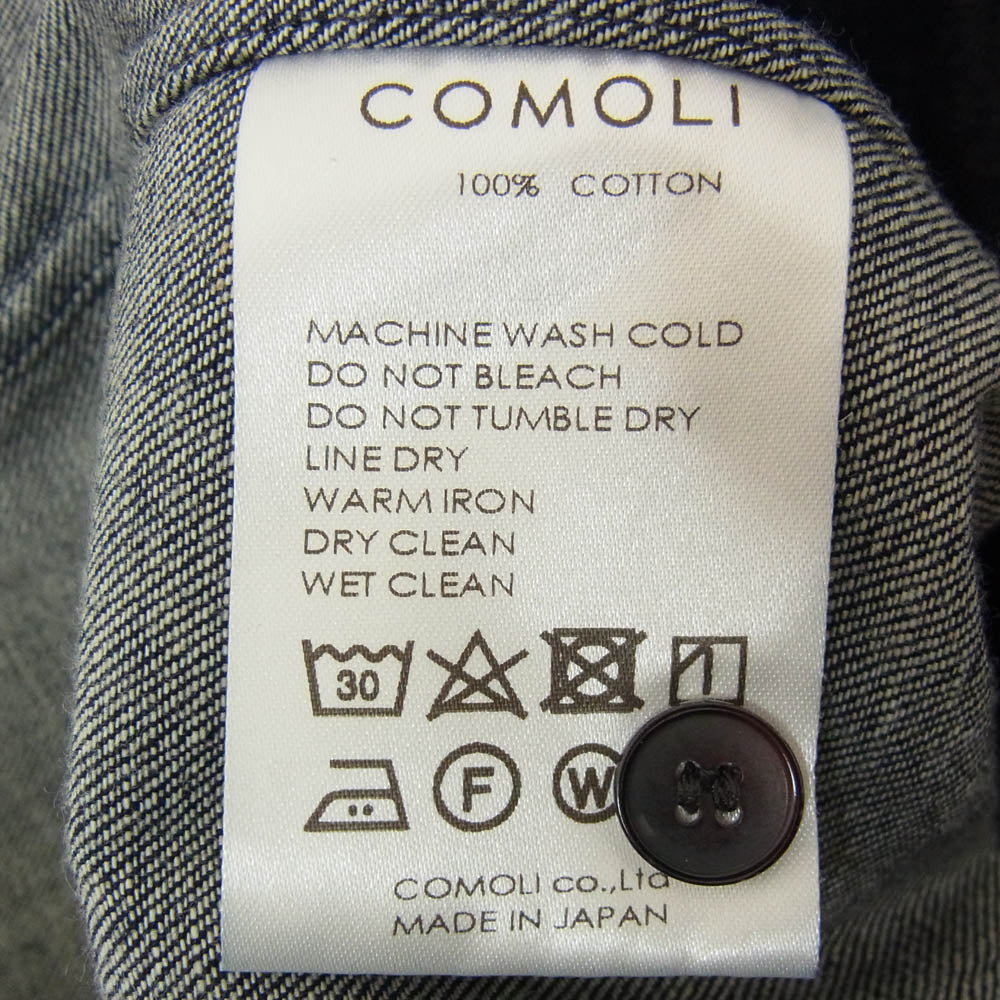 COMOLI
100% COTTON
MACHINE WASH COLD
DO NOT BLEACH
DO NOT TUMBLE DRY
LINE DRY
WARM IRON
DRY CLEAN
WET CLEAN
30
F W
COMOLI co.,Ltd
MADE IN JAPAN